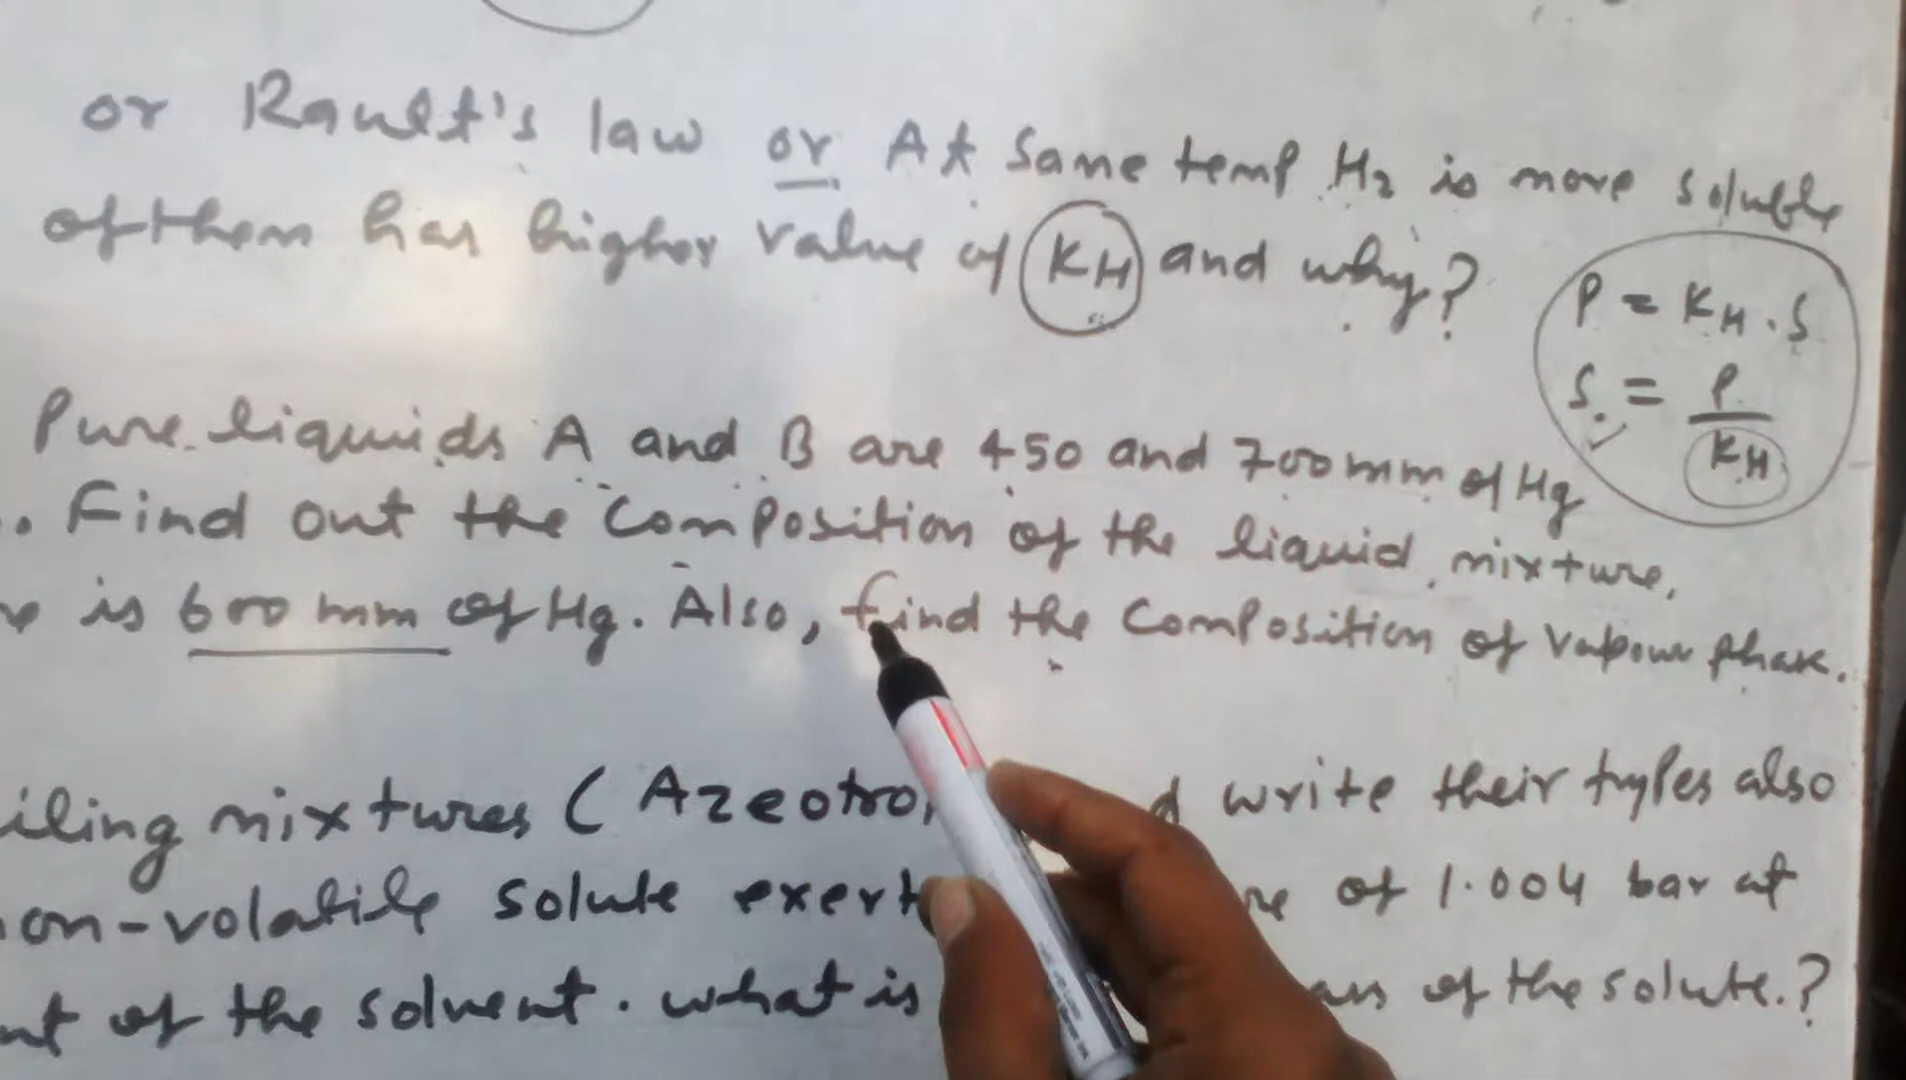 or Rault's law or At same temp H2 is more soluble
of them has higher value of KH and why?
P = KH . S
S = P / KH
Pure liquids A and B are 450 and 700 mm of Hg
. Find out the Composition of the liquid mixture,
is 600 mm of Hg. Also, find the Composition of vapour phase.
iling mixtures ( Azeotro write their types also
on-volatile solute exert of 1.004 bar at
of the solvent. what is of the solute.?